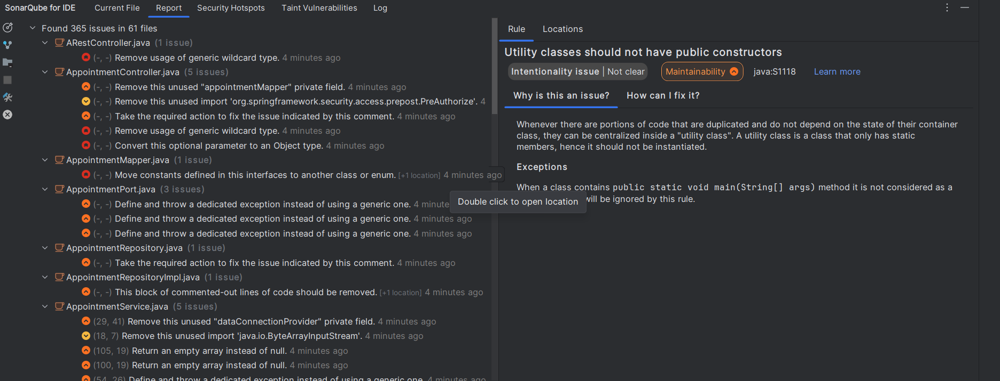 SonarQube for IDE Current File Report Security Hotspots Taint Vulnerabilities Log
Found 365 issues in 61 files
ARestController.java (1 issue)
(-, -) Remove usage of generic wildcard type. 4 minutes ago
AppointmentController.java (5 issues)
(-, -) Remove this unused "appointmentMapper" private field. 4 minutes ago
(-, -) Remove this unused import 'org.springframework.security.access.prepost.PreAuthorize'. 4
(-, -) Take the required action to fix the issue indicated by this comment. 4 minutes ago
(-, -) Remove usage of generic wildcard type. 4 minutes ago
(-, -) Convert this optional parameter to an Object type. 4 minutes ago
AppointmentMapper.java (1 issue)
(-, -) Move constants defined in this interfaces to another class or enum. [+1 location] 4 minutes ago
AppointmentPort.java (3 issues)
(-, -) Define and throw a dedicated exception instead of using a generic one. 4 minute
(-, -) Define and throw a dedicated exception instead of using a generic one. 4 minutes ago
(-, -) Define and throw a dedicated exception instead of using a generic one. 4 minutes ago
AppointmentRepository.java (1 issue)
(-, -) Take the required action to fix the issue indicated by this comment. 4 minutes ago
AppointmentRepositoryImpl.java (1 issue)
(-, -) This block of commented-out lines of code should be removed. [+1 location] 4 minutes ago
AppointmentService.java (5 issues)
(29, 41) Remove this unused "dataConnectionProvider" private field. 4 minutes ago
(18, 7) Remove this unused import 'java.io.ByteArrayInputStream'. 4 minutes ago
(105, 19) Return an empty array instead of null. 4 minutes ago
(100, 19) Return an empty array instead of null. 4 minutes ago
(54, 26) Define and throw a dedicated exception instead of using a generic one. 4 minutes ago
Rule Locations
Utility classes should not have public constructors
Intentionality issue | Not clear Maintainability java:S1118 Learn more
Why is this an issue? How can I fix it?
Whenever there are portions of code that are duplicated and do not depend on the state of their container
class, they can be centralized inside a "utility class". A utility class is a class that only has static
members, hence it should not be instantiated.
Exceptions
When a class contains public static void main(String[] args) method it is not considered as a
will be ignored by this rule.
Double click to open location